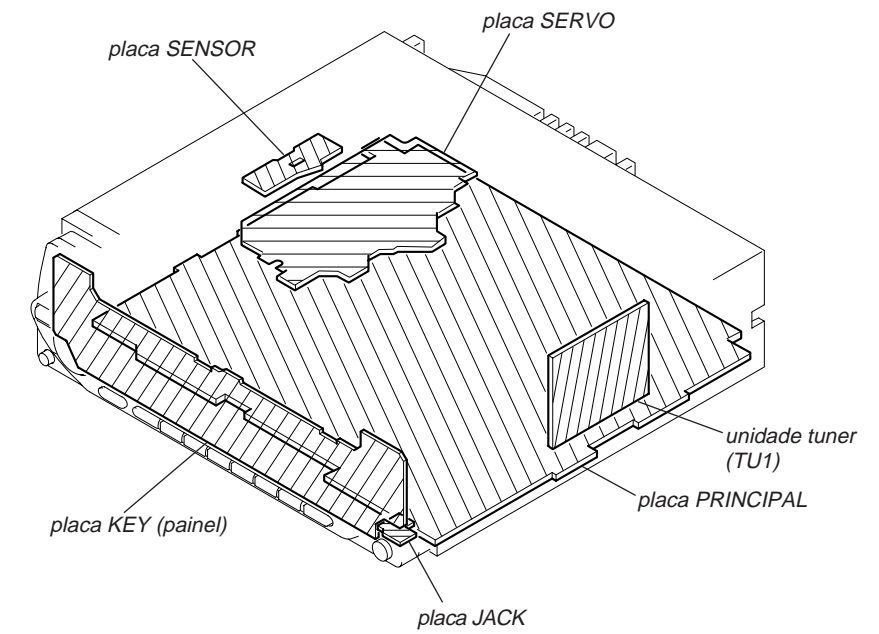 placa SERVO
placa SENSOR
unidade tuner
(TU1)
placa PRINCIPAL
placa KEY (painel)
placa JACK